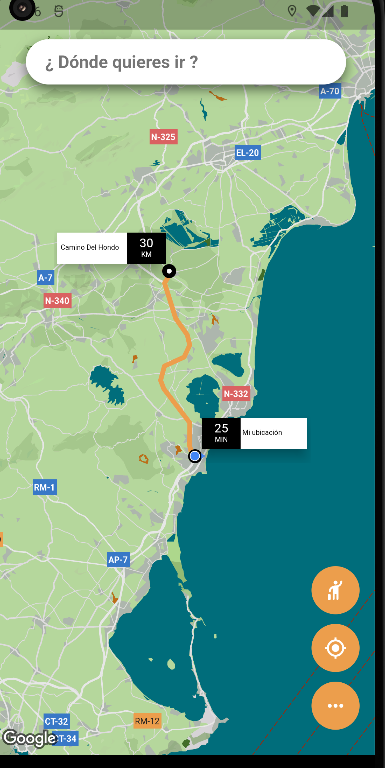 6
¿ Dónde quieres ir ?
A-70
N-325
EL-20
Camino Del Hondo
30
KM
A-7
N-340
N-332
25
MIN
Mi ubicación
RM-1
AP-7
CT-32
RM-12
Google
CT-34